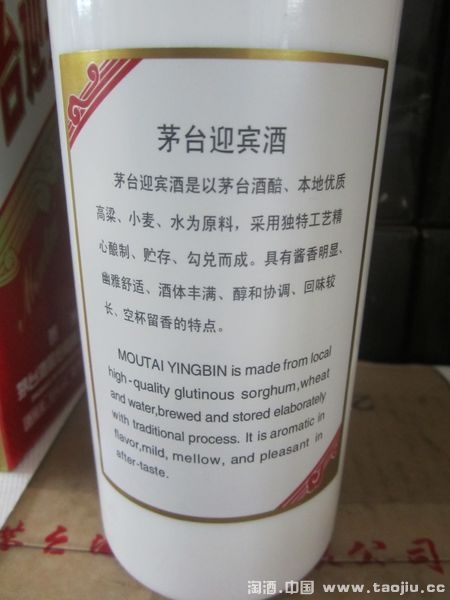 茅台迎宾酒
茅台迎宾酒是以茅台酒醅、本地优质
高粱、小麦、水为原料，采用独特工艺精
心酿制、贮存、勾兑而成。具有酱香明显、
幽雅舒适、酒体丰满、醇和协调、回味较
长、空杯留香的特点。
MOUTAI YINGBIN is made from local
high-quality glutinous sorghum,wheat
and water,brewed and stored elaborately
with traditional process. It is aromatic in
flavor,mild, mellow, and pleasant in
after-taste.
公司
淘酒.中国 www.taojiu.cc